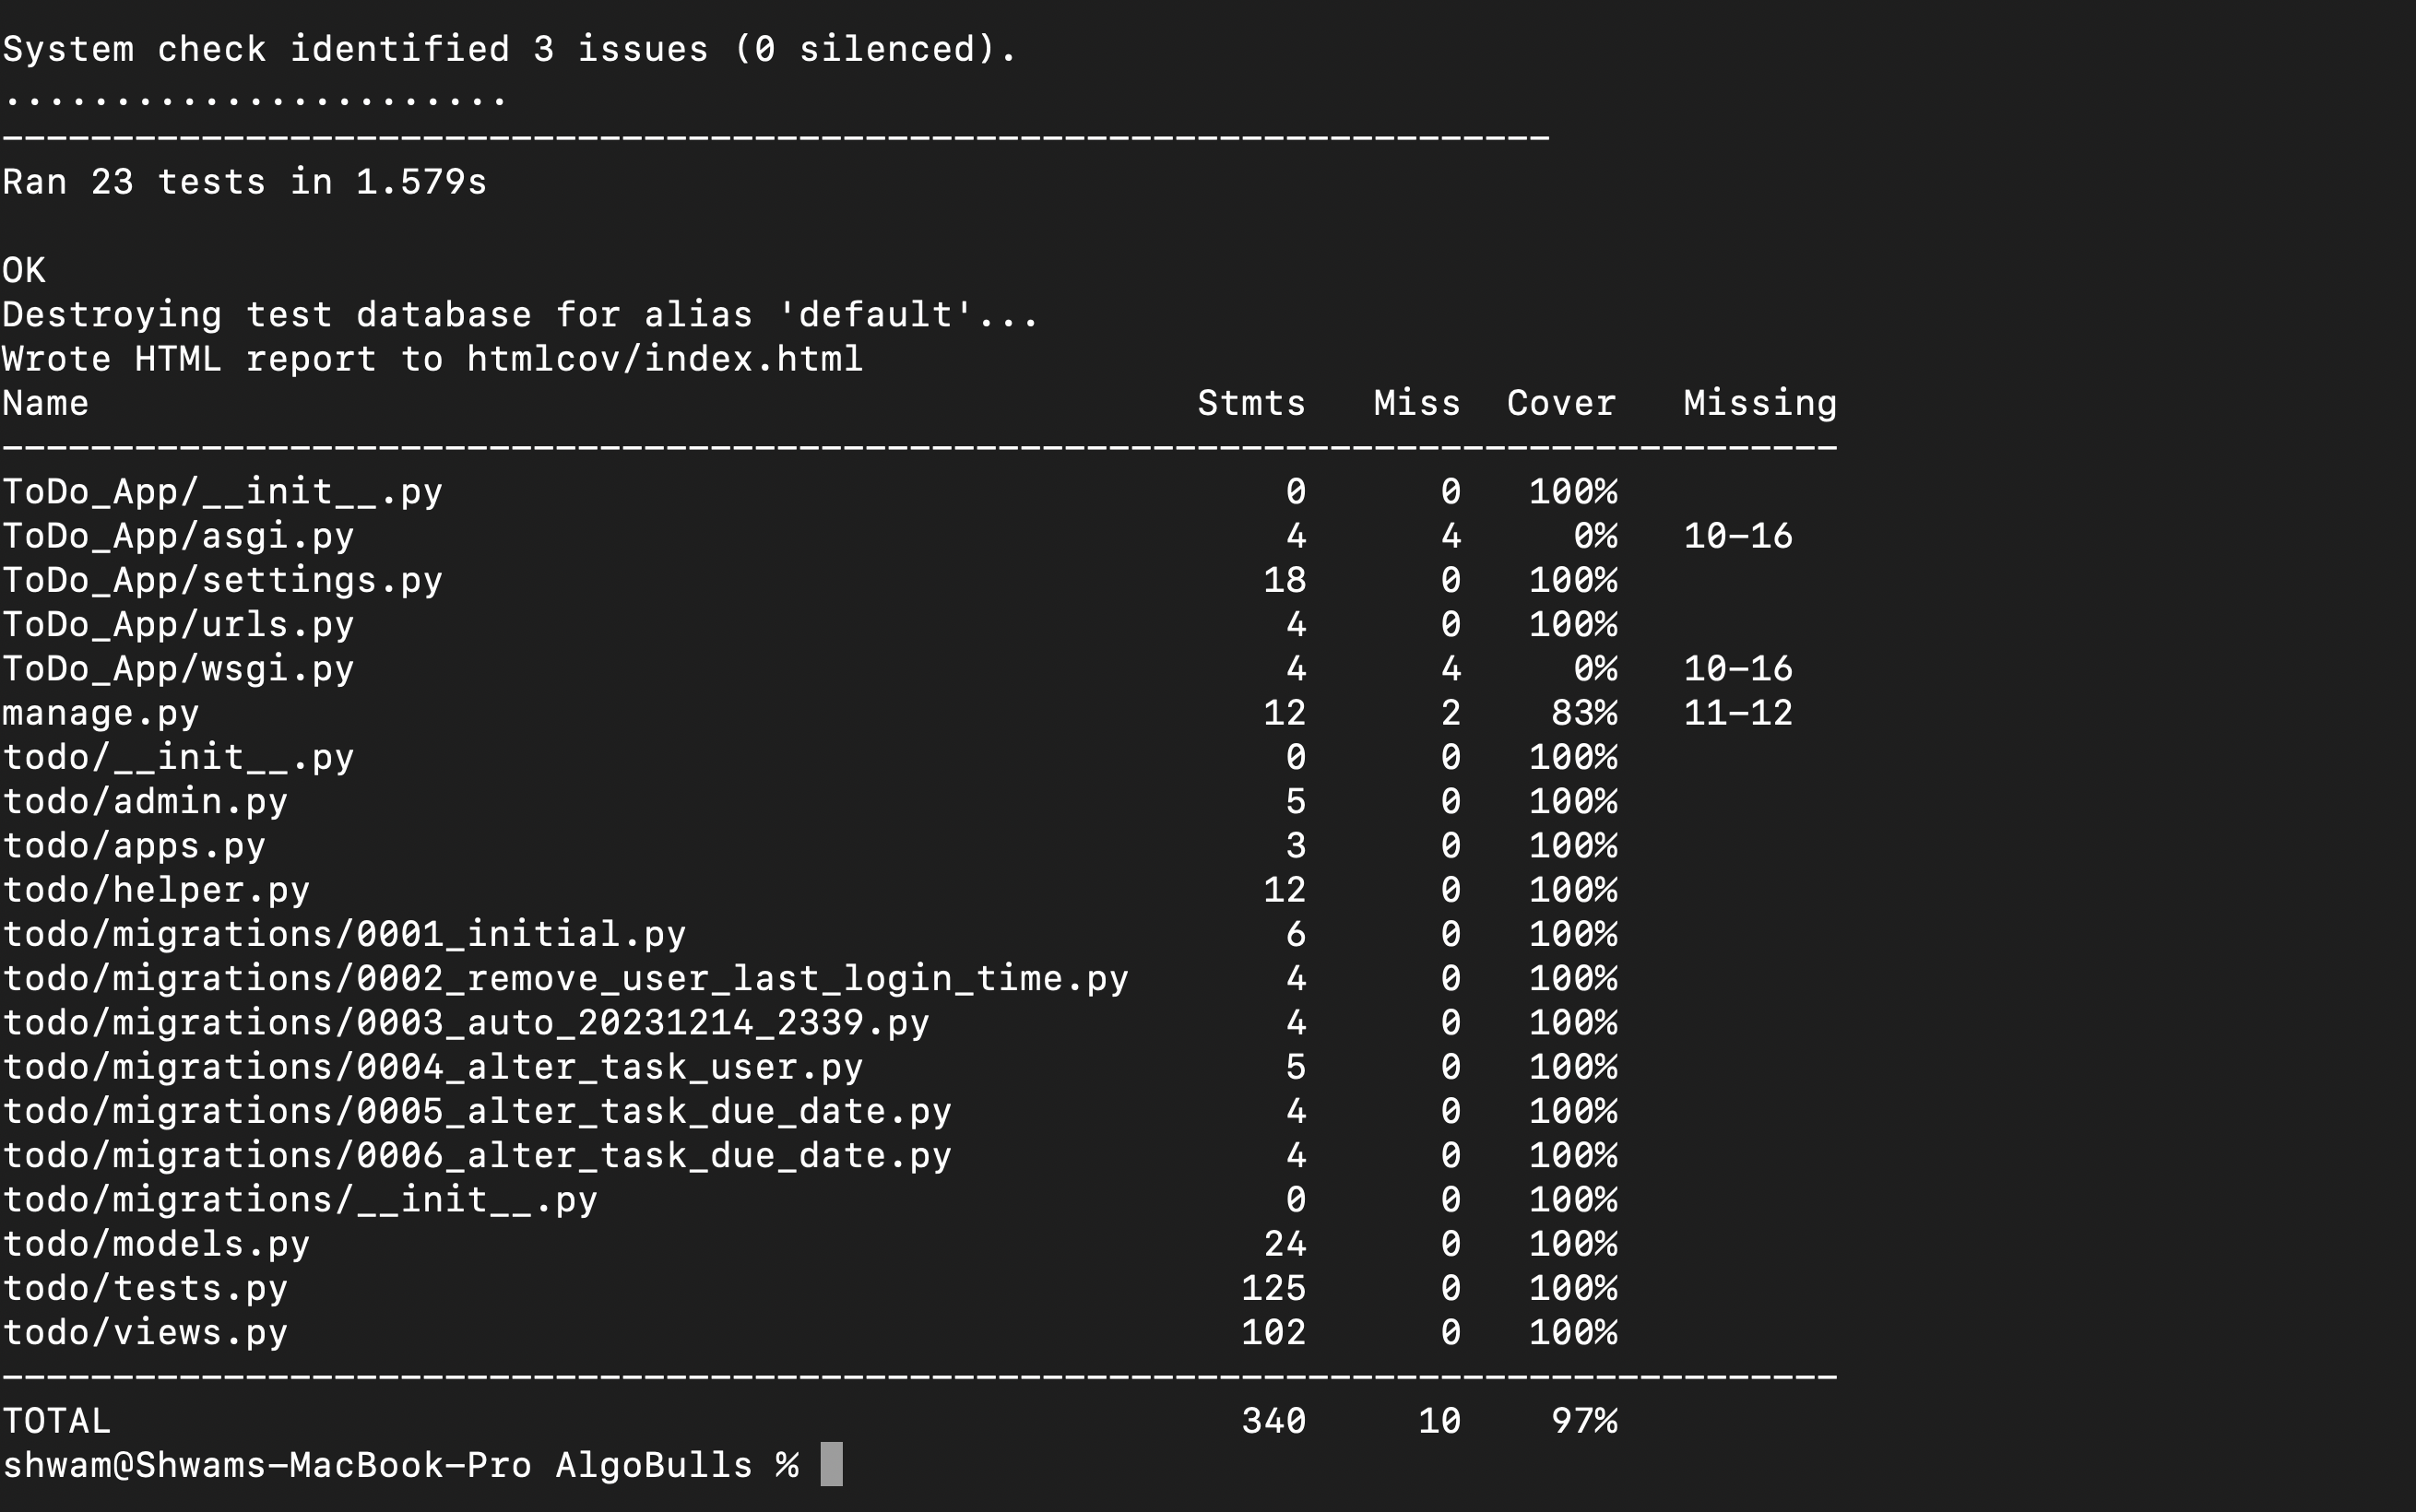 System check identified 3 issues (0 silenced).
.......................
----------------------------------------------------------------------
Ran 23 tests in 1.579s

OK
Destroying test database for alias 'default'...
Wrote HTML report to htmlcov/index.html
Name                                                  Stmts   Miss  Cover   Missing
-----------------------------------------------------------------------------------
ToDo_App/__init__.py                                      0      0   100%
ToDo_App/asgi.py                                          4      4     0%   10-16
ToDo_App/settings.py                                     18      0   100%
ToDo_App/urls.py                                          4      0   100%
ToDo_App/wsgi.py                                          4      4     0%   10-16
manage.py                                                12      2    83%   11-12
todo/__init__.py                                          0      0   100%
todo/admin.py                                             5      0   100%
todo/apps.py                                              3      0   100%
todo/helper.py                                           12      0   100%
todo/migrations/0001_initial.py                           6      0   100%
todo/migrations/0002_remove_user_last_login_time.py       4      0   100%
todo/migrations/0003_auto_20231214_2339.py                4      0   100%
todo/migrations/0004_alter_task_user.py                   5      0   100%
todo/migrations/0005_alter_task_due_date.py               4      0   100%
todo/migrations/0006_alter_task_due_date.py               4      0   100%
todo/migrations/__init__.py                               0      0   100%
todo/models.py                                           24      0   100%
todo/tests.py                                           125      0   100%
todo/views.py                                           102      0   100%
-----------------------------------------------------------------------------------
TOTAL                                                   340     10    97%
shwam@Shwams-MacBook-Pro AlgoBulls %